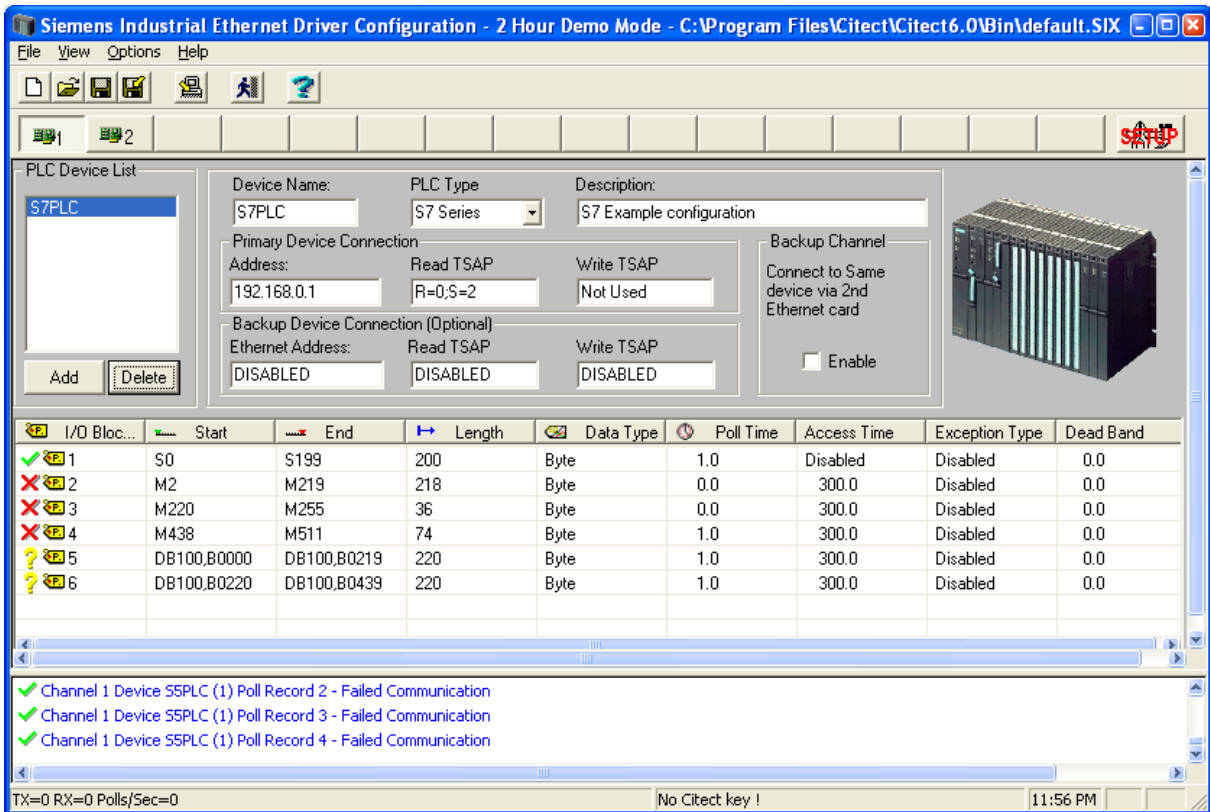 Siemens Industrial Ethernet Driver Configuration - 2 Hour Demo Mode - C:\Program Files\Citect\Citect6.0\Bin\default.SIX
File View Options Help
1 2 SETUP
PLC Device List
S7PLC
Add Delete
Device Name: PLC Type Description:
S7PLC S7 Series S7 Example configuration
Primary Device Connection
Address: Read TSAP Write TSAP
192.168.0.1 R=0;S=2 Not Used
Backup Device Connection (Optional)
Ethernet Address: Read TSAP Write TSAP
DISABLED DISABLED DISABLED
Backup Channel
Connect to Same
device via 2nd
Ethernet card
Enable
I/O Bloc... Start End Length Data Type Poll Time Access Time Exception Type Dead Band
1 S0 S199 200 Byte 1.0 Disabled Disabled 0.0
2 M2 M219 218 Byte 0.0 300.0 Disabled 0.0
3 M220 M255 36 Byte 0.0 300.0 Disabled 0.0
4 M438 M511 74 Byte 1.0 300.0 Disabled 0.0
5 DB100,B0000 DB100,B0219 220 Byte 1.0 300.0 Disabled 0.0
6 DB100,B0220 DB100,B0439 220 Byte 1.0 300.0 Disabled 0.0
Channel 1 Device S5PLC (1) Poll Record 2 - Failed Communication
Channel 1 Device S5PLC (1) Poll Record 3 - Failed Communication
Channel 1 Device S5PLC (1) Poll Record 4 - Failed Communication
TX=0 RX=0 Polls/Sec=0 No Citect key ! 11:56 PM